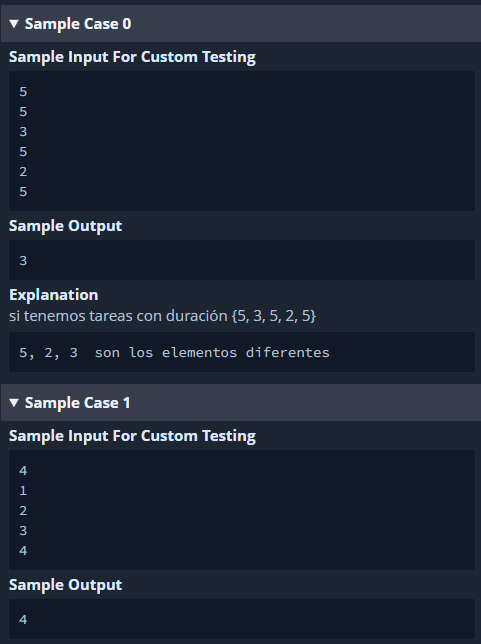 ▼ Sample Case 0
Sample Input For Custom Testing
5
5
3
5
2
5
Sample Output
3
Explanation
si tenemos tareas con duración {5, 3, 5, 2, 5}
5, 2, 3  son los elementos diferentes
▼ Sample Case 1
Sample Input For Custom Testing
4
1
2
3
4
Sample Output
4